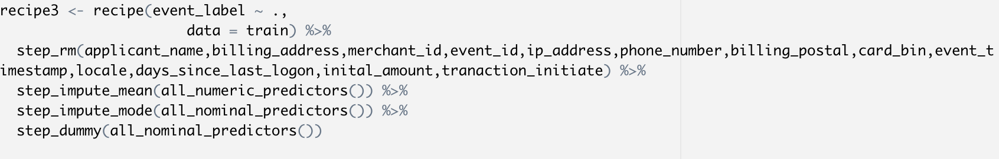 recipe3 <- recipe(event_label ~ .,
                      data = train) %>%
  step_rm(applicant_name,billing_address,merchant_id,event_id,ip_address,phone_number,billing_postal,card_bin,event_t
imestamp,locale,days_since_last_logon,inital_amount,tranaction_initiate) %>%
  step_impute_mean(all_numeric_predictors()) %>%
  step_impute_mode(all_nominal_predictors()) %>%
  step_dummy(all_nominal_predictors())